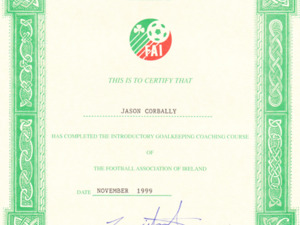 FAI
THIS IS TO CERTIFY THAT
JASON CORBALLY
HAS COMPLETED THE INTRODUCTORY GOALKEEPING COACHING COURSE
OF
THE FOOTBALL ASSOCIATION OF IRELAND
DATE NOVEMBER 1999